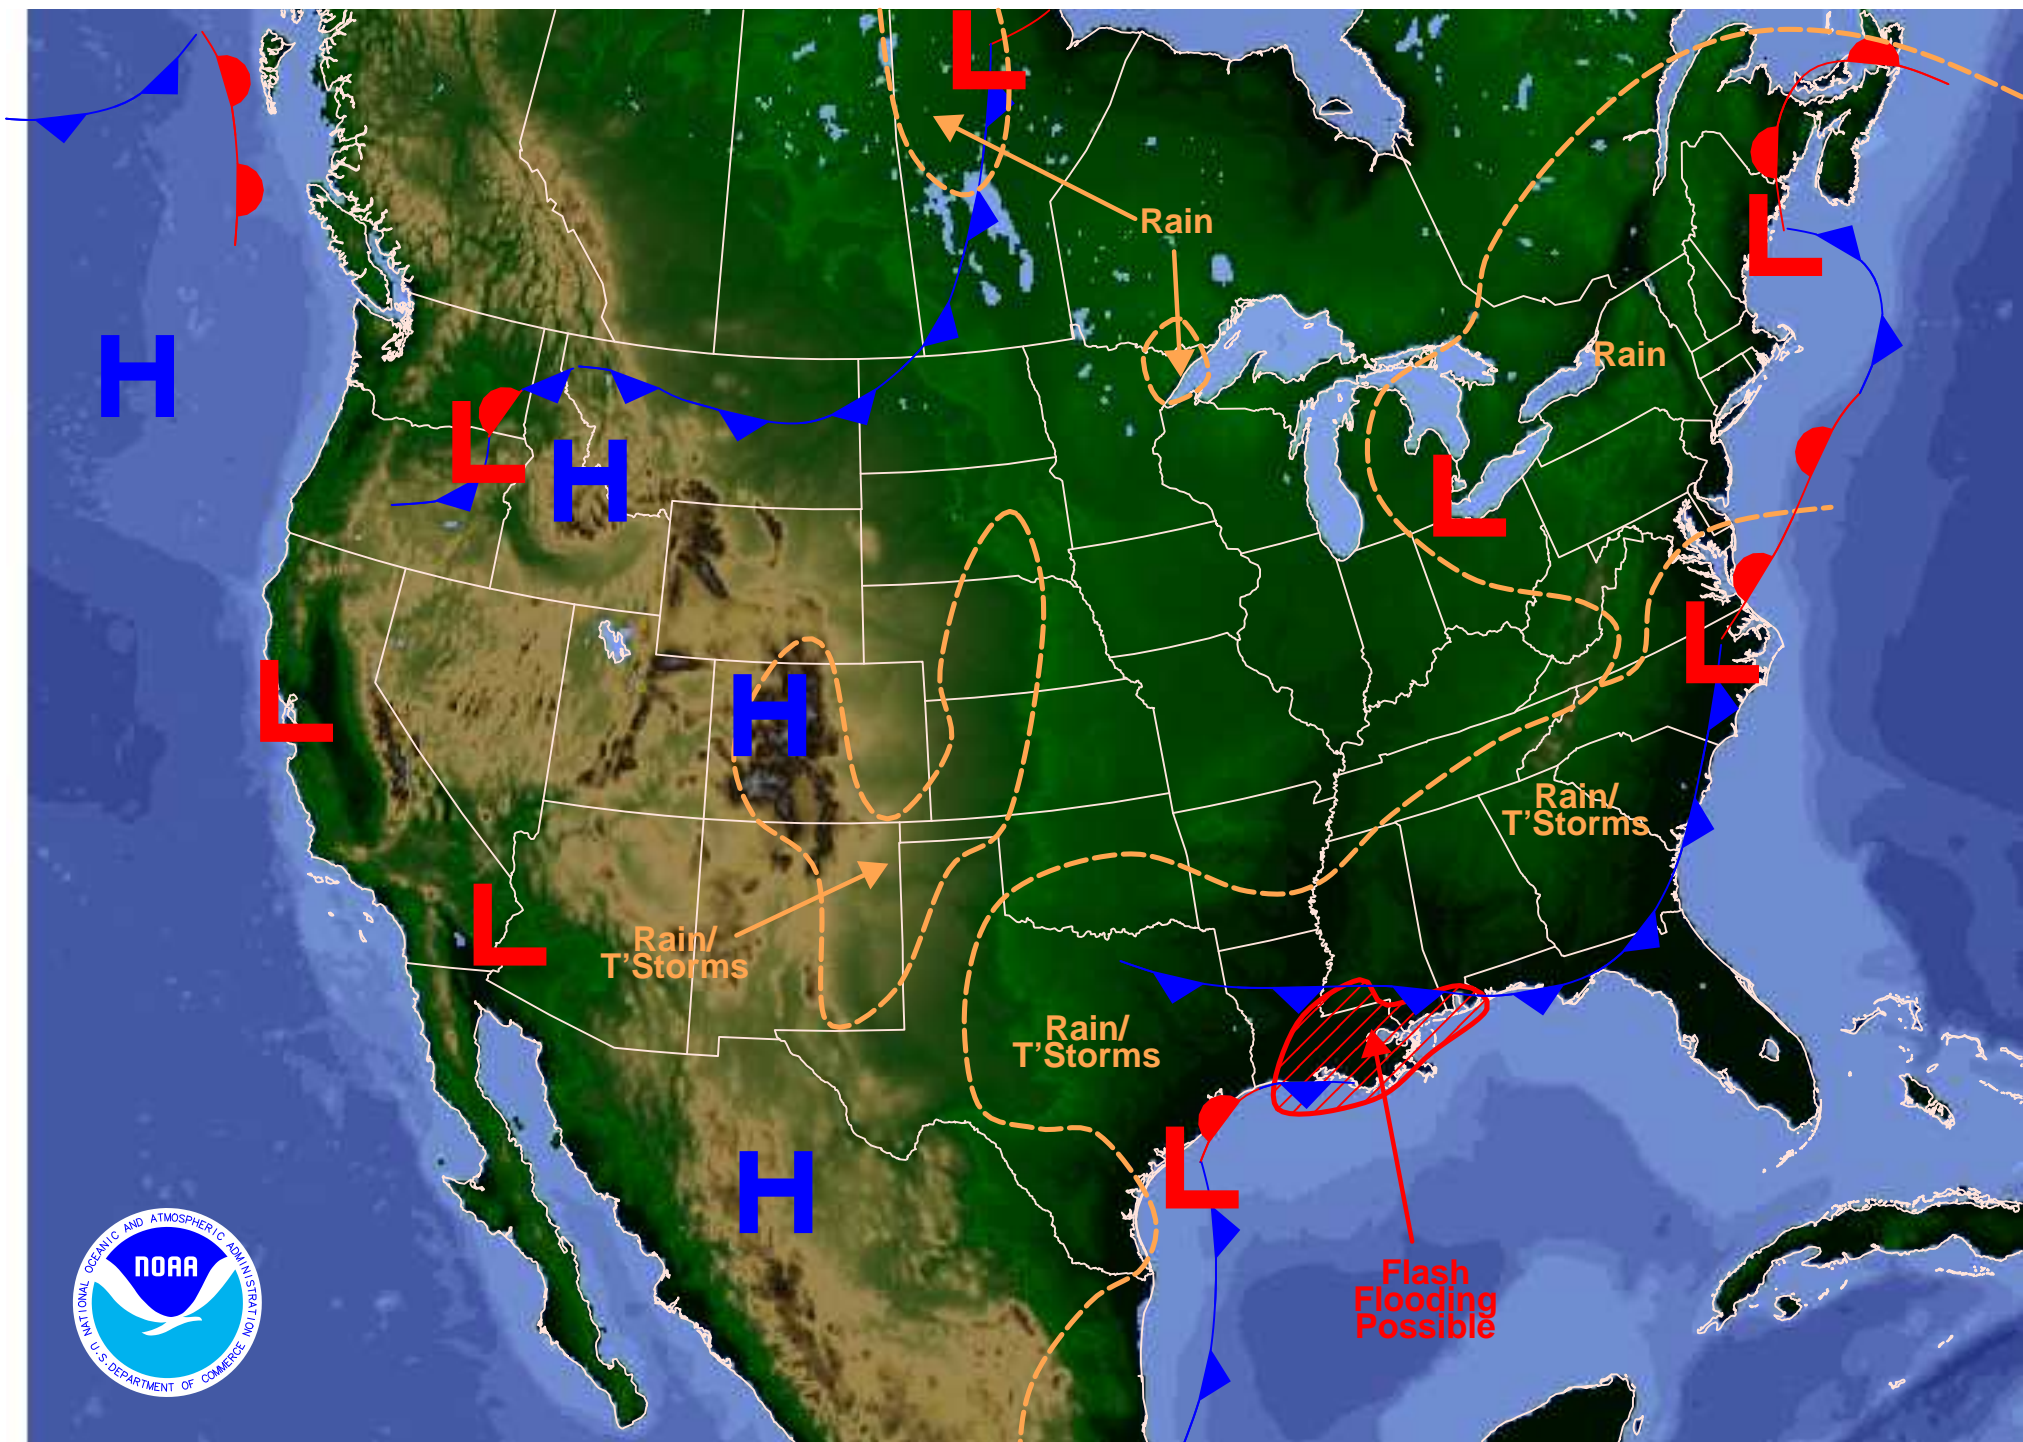 L
Rain
L
Rain
H
L
H
L
L
L
H
Rain/
T'Storms
L
Rain/
T'Storms
Rain/
T'Storms
L
H
Flash
Flooding
Possible
NATIONAL OCEANIC AND ATMOSPHERIC ADMINISTRATION
NOAA
U.S. DEPARTMENT OF COMMERCE